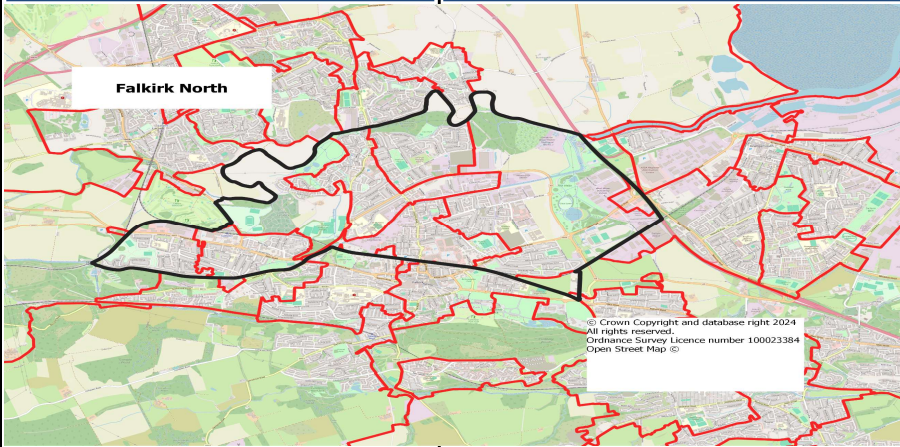 Falkirk North
© Crown Copyright and database right 2024
All rights reserved.
Ordnance Survey Licence number 100023384
Open Street Map ©